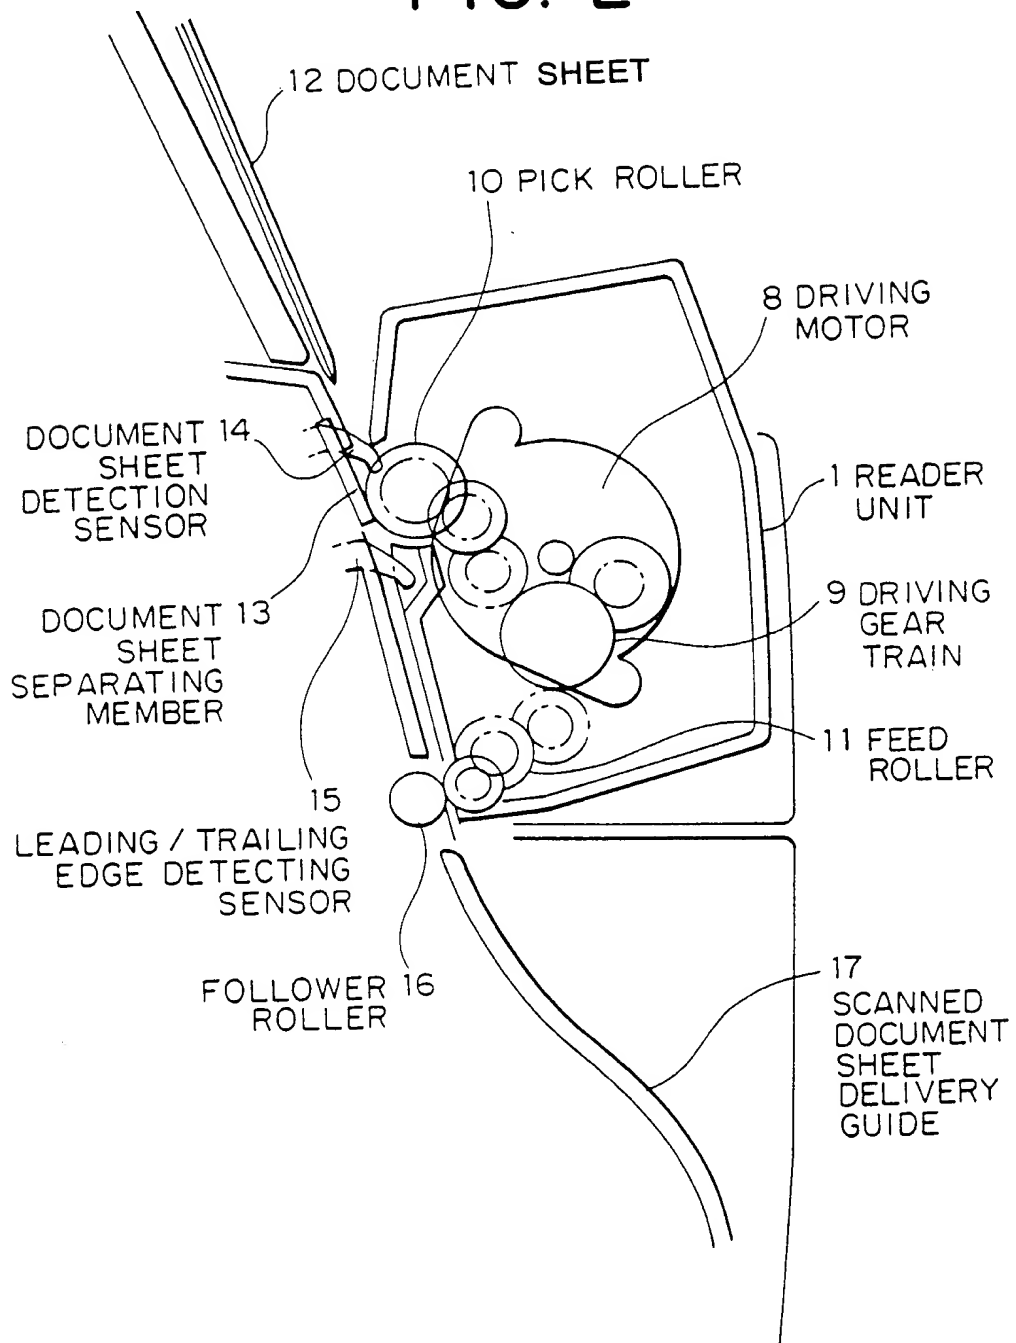 FIG. 2
12 DOCUMENT SHEET
10 PICK ROLLER
8 DRIVING
MOTOR
DOCUMENT 14
SHEET
DETECTION
SENSOR
1 READER
UNIT
DOCUMENT 13
SHEET
SEPARATING
MEMBER
9 DRIVING
GEAR
TRAIN
11 FEED
ROLLER
15
LEADING / TRAILING
EDGE DETECTING
SENSOR
FOLLOWER 16
ROLLER
17
SCANNED
DOCUMENT
SHEET
DELIVERY
GUIDE